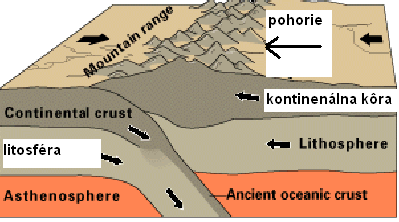 pohorie
Mountain range
kontinenálna kôra
Continental crust
Lithosphere
litosféra
Asthenosphere
Ancient oceanic crust